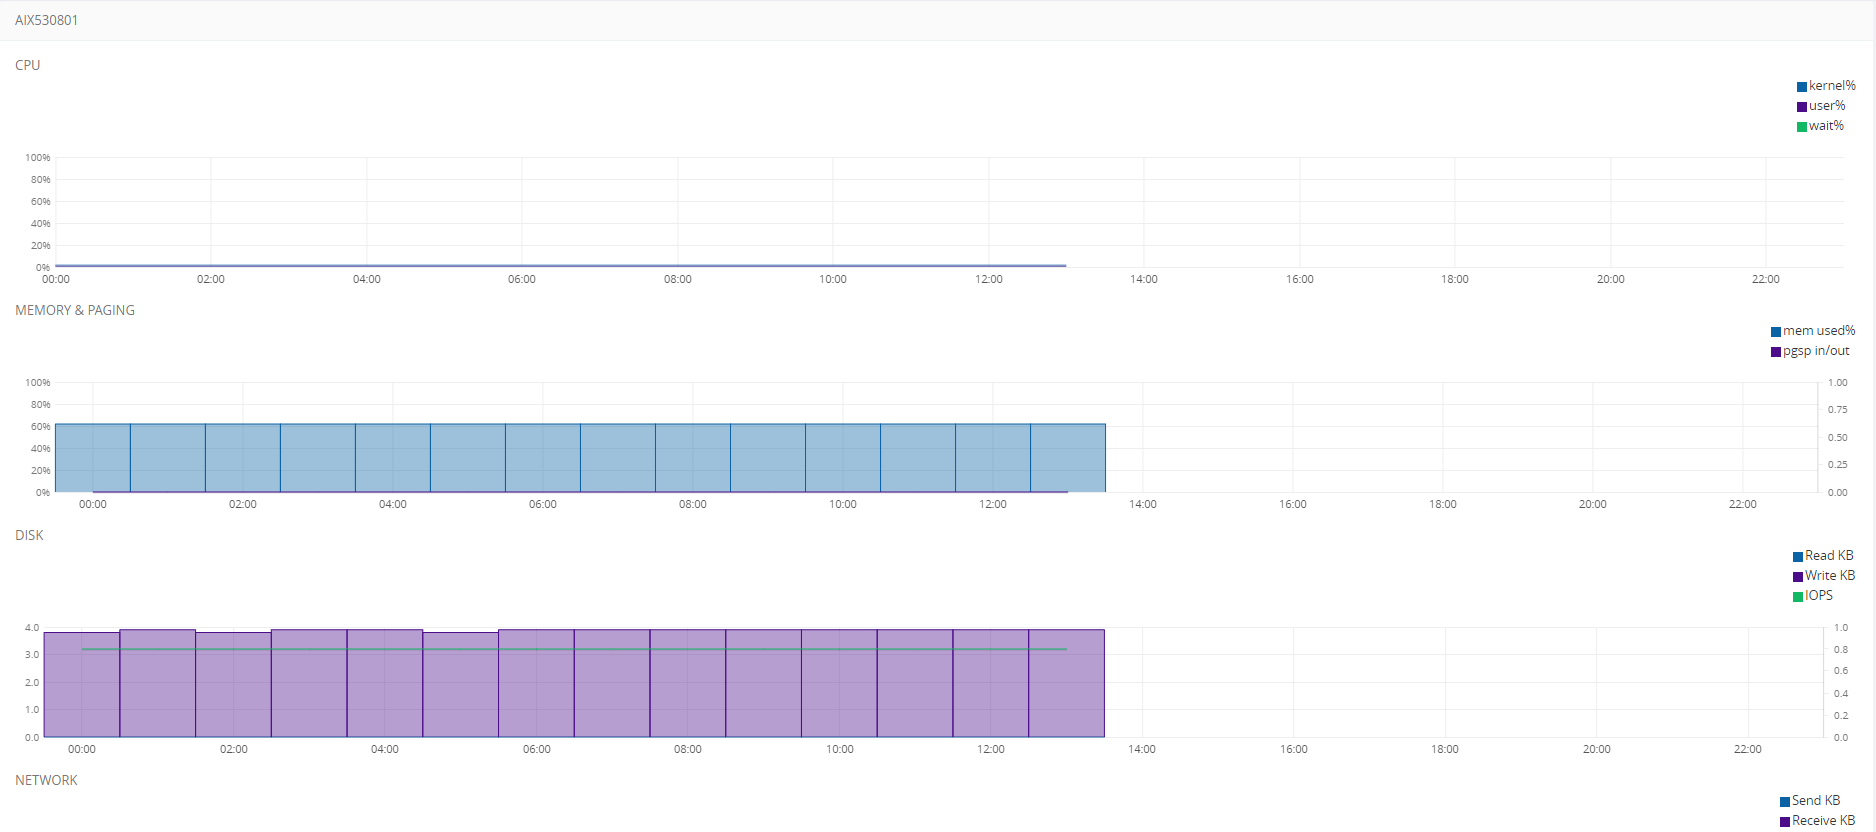 AIX530801
CPU
kernel%
user%
wait%
100%
80%
60%
40%
20%
0%
00:00 02:00 04:00 06:00 08:00 10:00 12:00 14:00 16:00 18:00 20:00 22:00
MEMORY & PAGING
mem used%
pgsp in/out
100% 1.00
80% 0.75
60% 0.50
40%
20% 0.25
0% 0.00
00:00 02:00 04:00 06:00 08:00 10:00 12:00 14:00 16:00 18:00 20:00 22:00
DISK
Read KB
Write KB
IOPS
4.0 1.0
3.0 0.8
0.6
2.0 0.4
1.0 0.2
0.0 0.0
00:00 02:00 04:00 06:00 08:00 10:00 12:00 14:00 16:00 18:00 20:00 22:00
NETWORK
Send KB
Receive KB